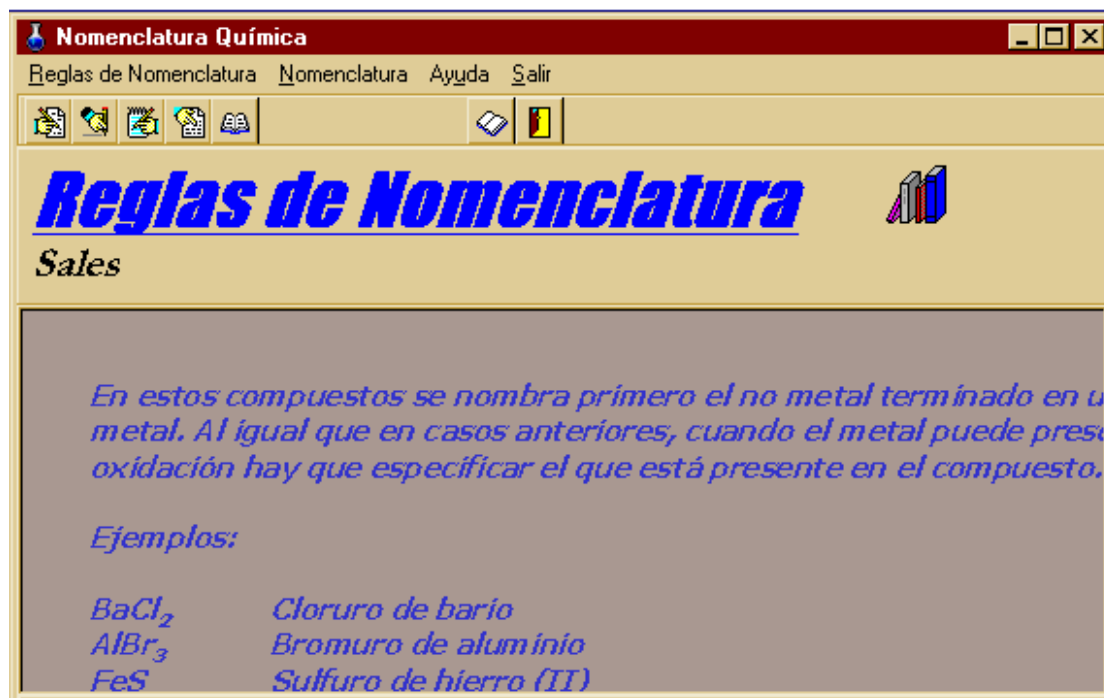 Nomenclatura Química
Reglas de Nomenclatura Nomenclatura Ayuda Salir
Reglas de Nomenclatura
Sales
En estos compuestos se nombra primero el no metal terminado en u
metal. Al igual que en casos anteriores, cuando el metal puede prese
oxidación hay que especificar el que está presente en el compuesto.
Ejemplos:
BaCl₂ Cloruro de bario
AlBr₃ Bromuro de aluminio
FeS Sulfuro de hierro (II)